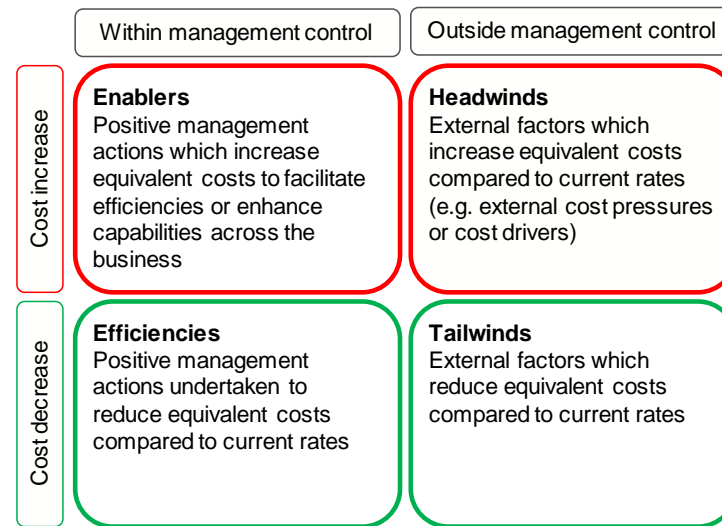 Within management control
Outside management control
Cost increase
Enablers
Positive management
actions which increase
equivalent costs to facilitate
efficiencies or enhance
capabilities across the
business
Headwinds
External factors which
increase equivalent costs
compared to current rates
(e.g. external cost pressures
or cost drivers)
Cost decrease
Efficiencies
Positive management
actions undertaken to
reduce equivalent costs
compared to current rates
Tailwinds
External factors which
reduce equivalent costs
compared to current rates